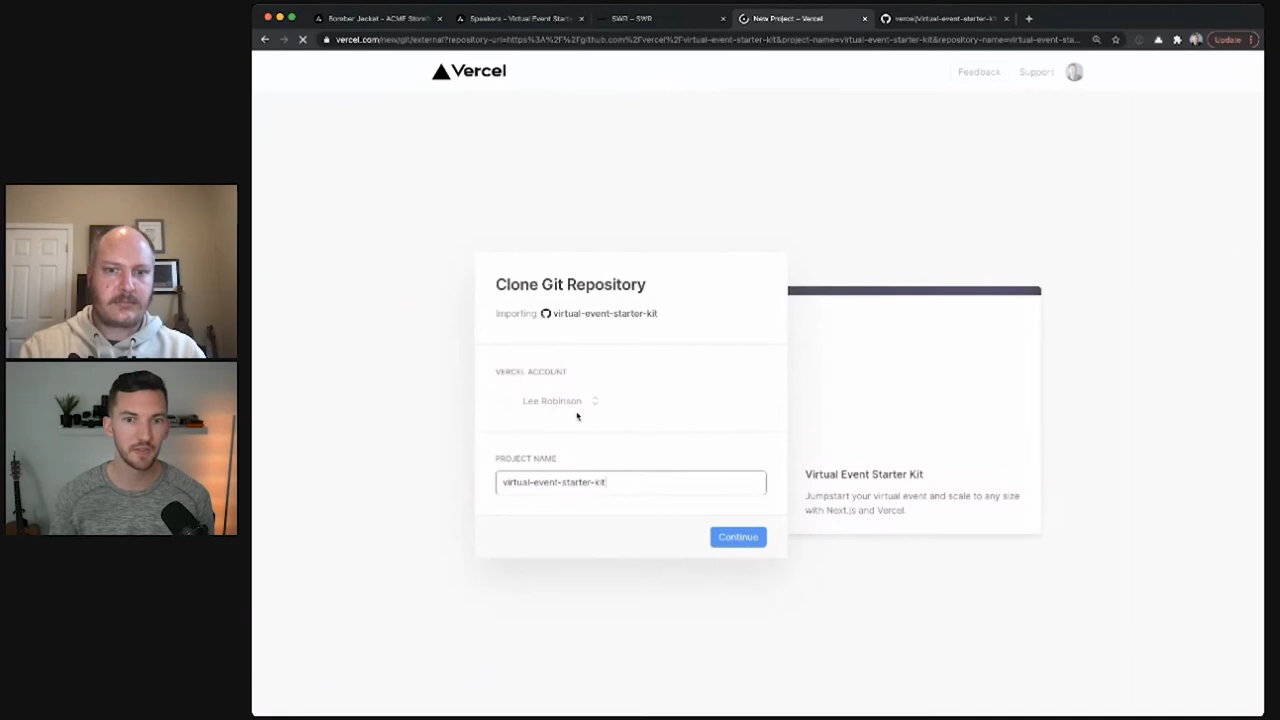 Bomber Jacket – ACME Storef
Speakers – Virtual Event Starte
SWR – SWR
New Project – Vercel
vercel/virtual-event-starter-kit
vercel.com/new/git/external?repository-url=https%3A%2F%2Fgithub.com%2Fvercel%2Fvirtual-event-starter-kit&project-name=virtual-event-starter-kit&repository-name=virtual-event-sta...
Update
Vercel
Feedback
Support
Clone Git Repository
Importing virtual-event-starter-kit
VERCEL ACCOUNT
Lee Robinson
PROJECT NAME
virtual-event-starter-kit
Continue
Virtual Event Starter Kit
Jumpstart your virtual event and scale to any size
with Next.js and Vercel.